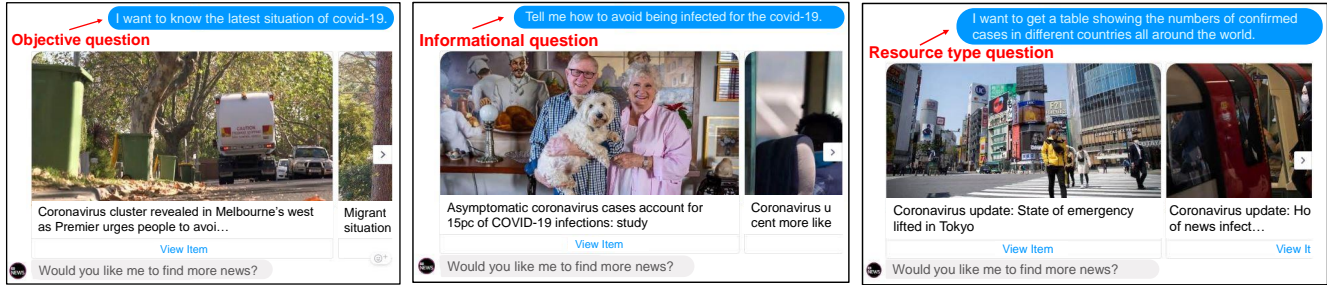 I want to know the latest situation of covid-19.
Objective question
CAUTION
Coronavirus cluster revealed in Melbourne's west
as Premier urges people to avoi…
Migrant
situation
View Item
NEWS
Would you like me to find more news?
Tell me how to avoid being infected for the covid-19.
Informational question
Asymptomatic coronavirus cases account for
15pc of COVID-19 infections: study
Coronavirus u
cent more like
View Item
NEWS
Would you like me to find more news?
I want to get a table showing the numbers of confirmed
cases in different countries all around the world.
Resource type question
Coronavirus update: State of emergency
lifted in Tokyo
Coronavirus update: Ho
of news infect…
View Item
View It
NEWS
Would you like me to find more news?